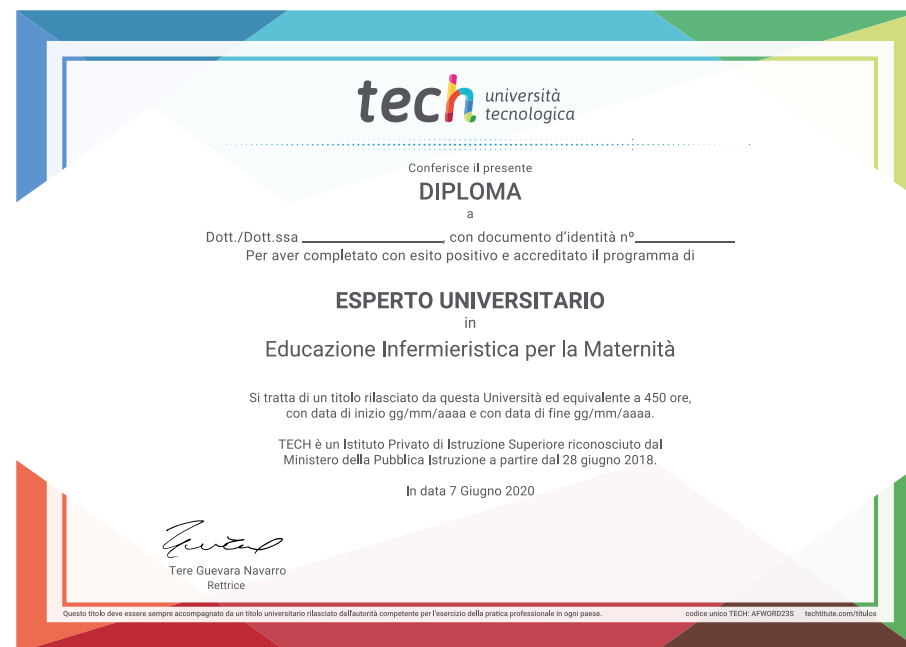 tech università
tecnologica
Conferisce il presente
DIPLOMA
a
Dott./Dott.ssa ____________________, con documento d'identità nº______________
Per aver completato con esito positivo e accreditato il programma di
ESPERTO UNIVERSITARIO
in
Educazione Infermieristica per la Maternità
Si tratta di un titolo rilasciato da questa Università ed equivalente a 450 ore,
con data di inizio gg/mm/aaaa e con data di fine gg/mm/aaaa.
TECH è un Istituto Privato di Istruzione Superiore riconosciuto dal
Ministero della Pubblica Istruzione a partire dal 28 giugno 2018.
In data 7 Giugno 2020
Tere Guevara Navarro
Rettrice
Questo titolo deve essere sempre accompagnato da un titolo universitario rilasciato dall'autorità competente per l'esercizio della pratica professionale in ogni paese. codice unico TECH: AFWORD23S techtitute.com/titulos